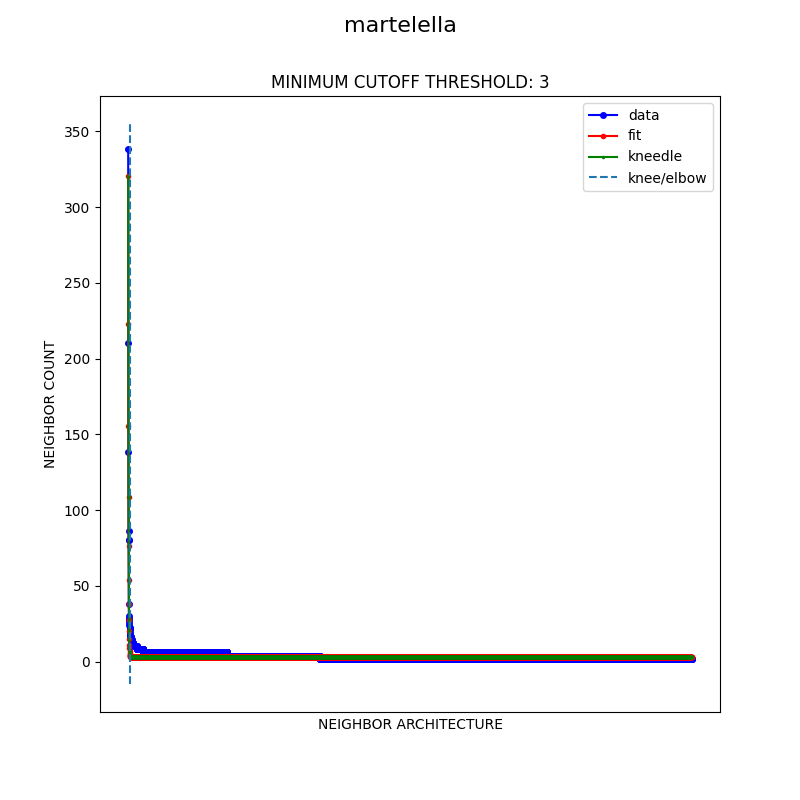 martelella
MINIMUM CUTOFF THRESHOLD: 3
data
fit
kneedle
knee/elbow
350
300
250
200
150
100
50
0
NEIGHBOR COUNT
NEIGHBOR ARCHITECTURE